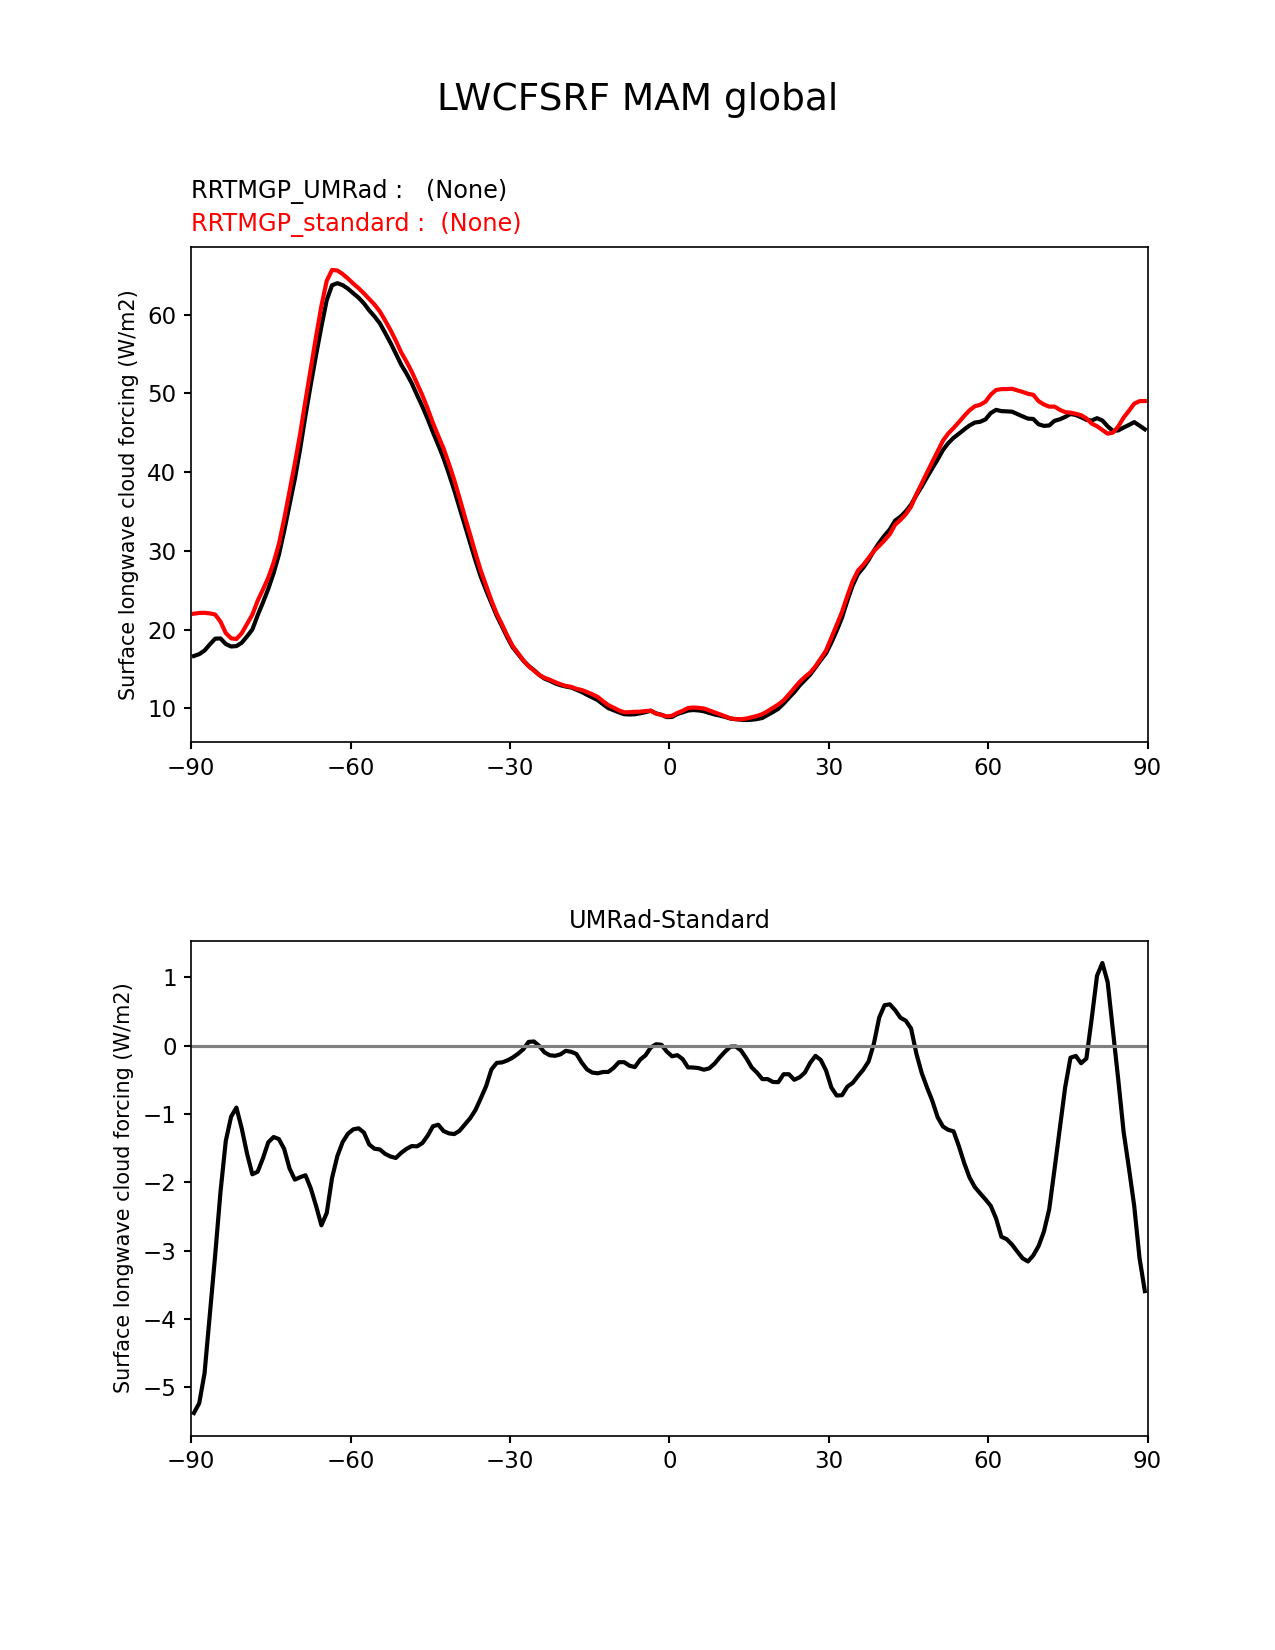 LWCFSRF MAM global
RRTMGP_UMRad :   (None)
RRTMGP_standard :  (None)
Surface longwave cloud forcing (W/m2)
60
50
40
30
20
10
−90 −60 −30 0 30 60 90
UMRad-Standard
Surface longwave cloud forcing (W/m2)
1
0
−1
−2
−3
−4
−5
−90 −60 −30 0 30 60 90